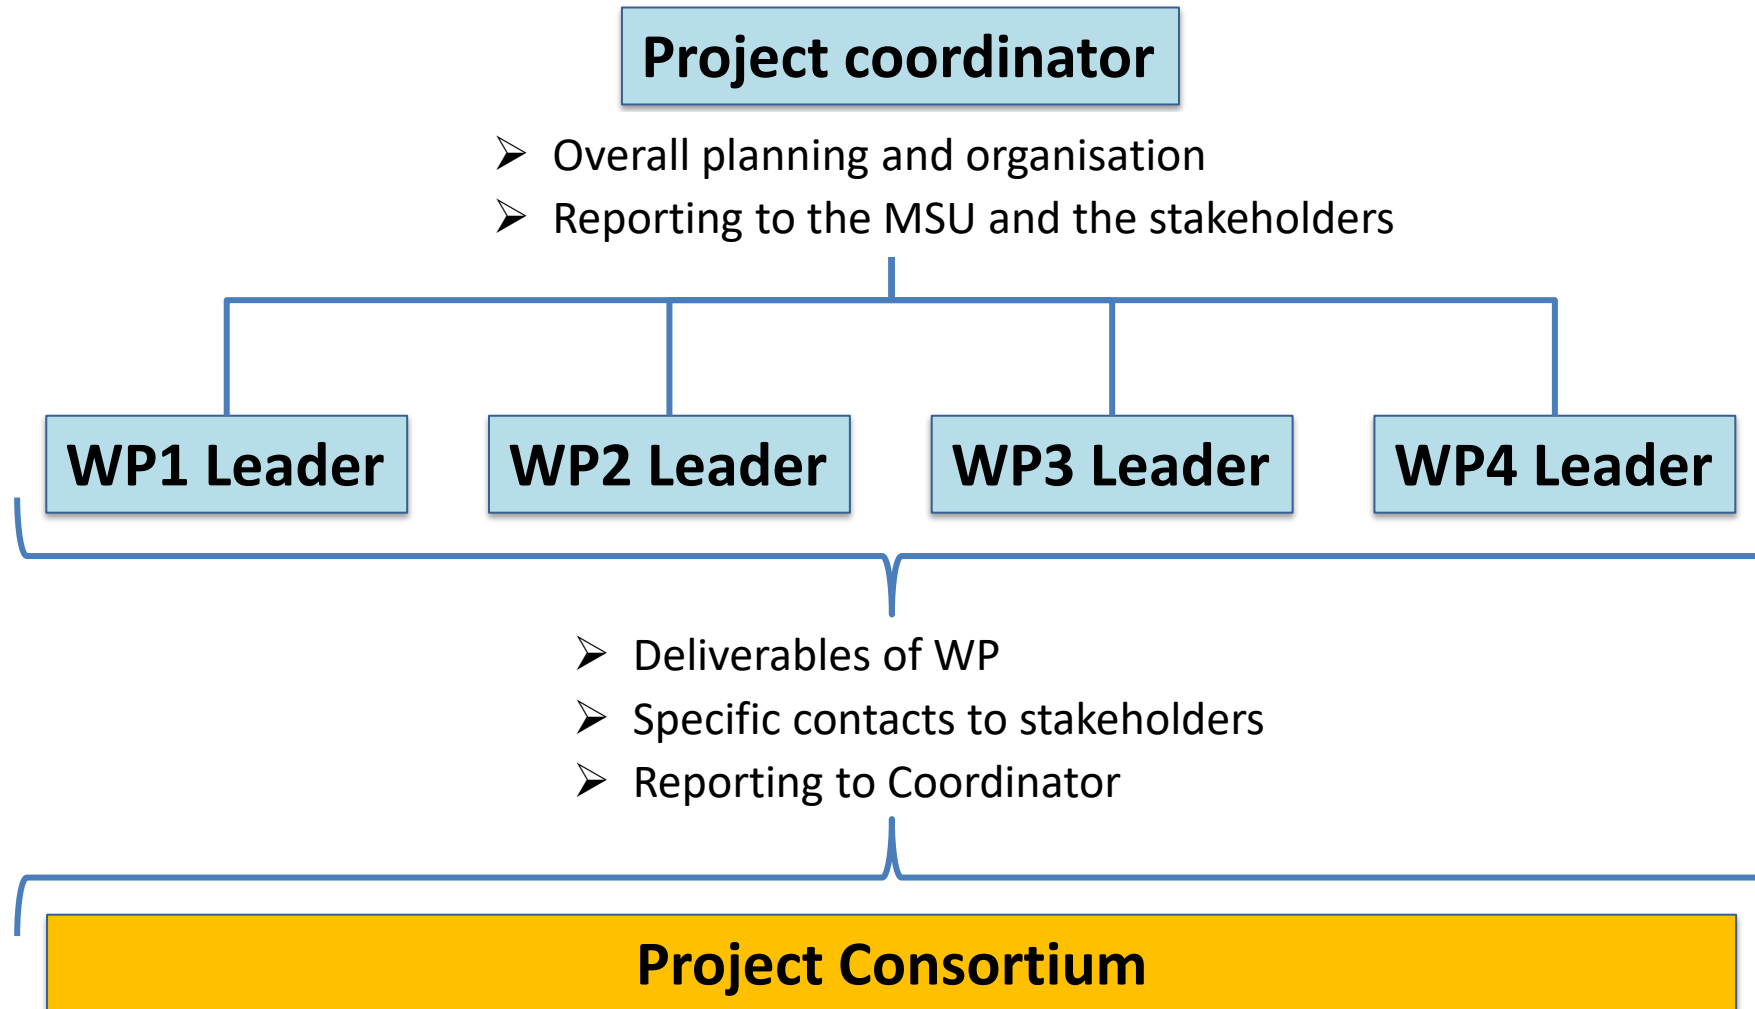 Project coordinator
➢ Overall planning and organisation
➢ Reporting to the MSU and the stakeholders
WP1 Leader
WP2 Leader
WP3 Leader
WP4 Leader
➢ Deliverables of WP
➢ Specific contacts to stakeholders
➢ Reporting to Coordinator
Project Consortium